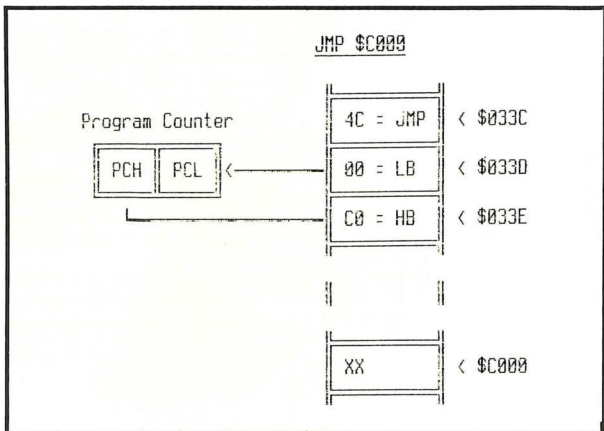 JMP $C000
4C = JMP < $033C
Program Counter
PCH PCL < 00 = LB < $033D
C0 = HB < $033E
XX < $C000